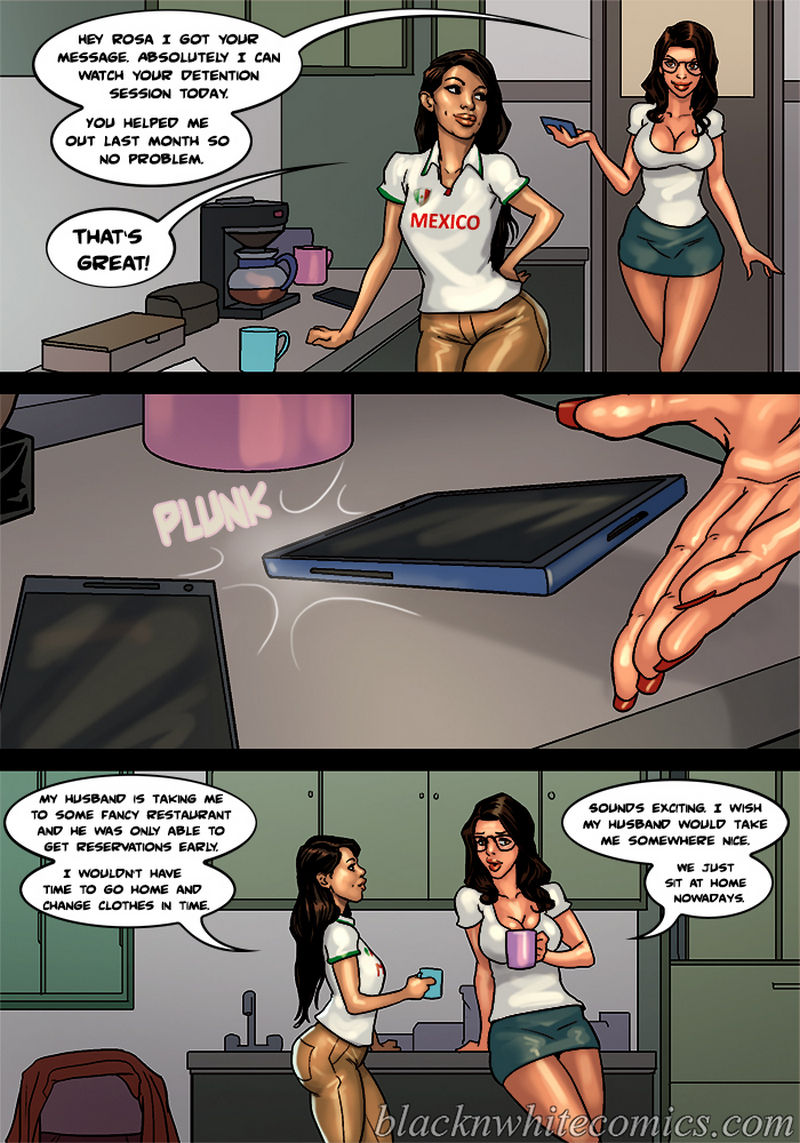 HEY ROSA I GOT YOUR
MESSAGE. ABSOLUTELY I CAN
WATCH YOUR DETENTION
SESSION TODAY.
YOU HELPED ME
OUT LAST MONTH SO
NO PROBLEM.
THAT'S
GREAT!
MEXICO
PLUNK
MY HUSBAND IS TAKING ME
TO SOME FANCY RESTAURANT
AND HE WAS ONLY ABLE TO
GET RESERVATIONS EARLY.
I WOULDN'T HAVE
TIME TO GO HOME AND
CHANGE CLOTHES IN TIME.
SOUNDS EXCITING. I WISH
MY HUSBAND WOULD TAKE
ME SOMEWHERE NICE.
WE JUST
SIT AT HOME
NOWADAYS.
blacknwhitecomics.com